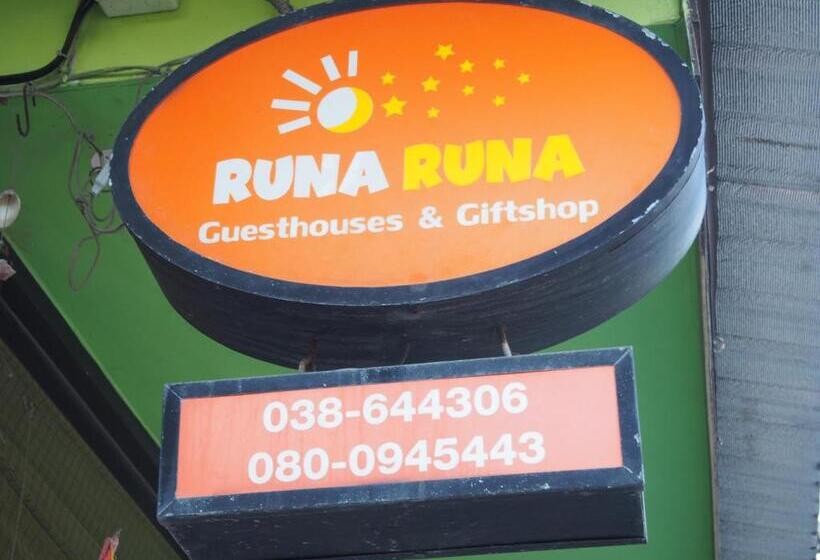 RUNA RUNA
Guesthouses & Giftshop
038-644306
080-0945443